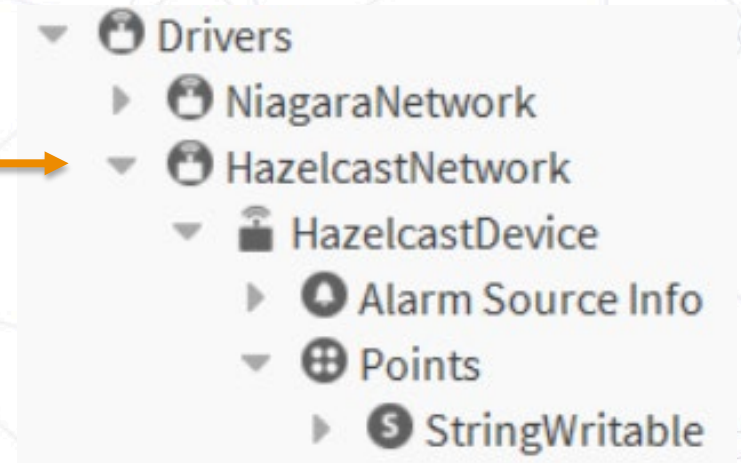 Drivers
NiagaraNetwork
HazelcastNetwork
HazelcastDevice
Alarm Source Info
Points
S StringWritable